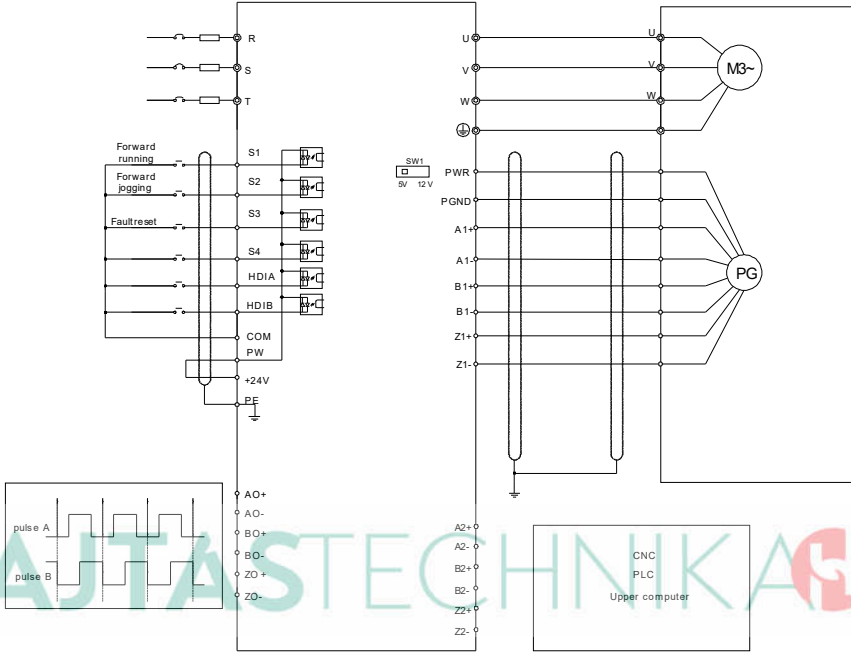 R
S
T
U
V
W
U
V
W
M3~
Forward
running
Forward
jogging
Faultreset
S1
S2
S3
S4
HDIA
HDIB
COM
PW
+24V
PE
SW1
5V 12 V
PWR
PGND
A1+
A1-
B1+
B1-
Z1+
Z1-
PG
pulse A
pulse B
AO+
AO-
BO+
BO-
ZO +
ZO-
A2+
A2-
B2+
B2-
Z2+
Z2-
CNC
PLC
Upper computer
AJTÁSTECHNIKA